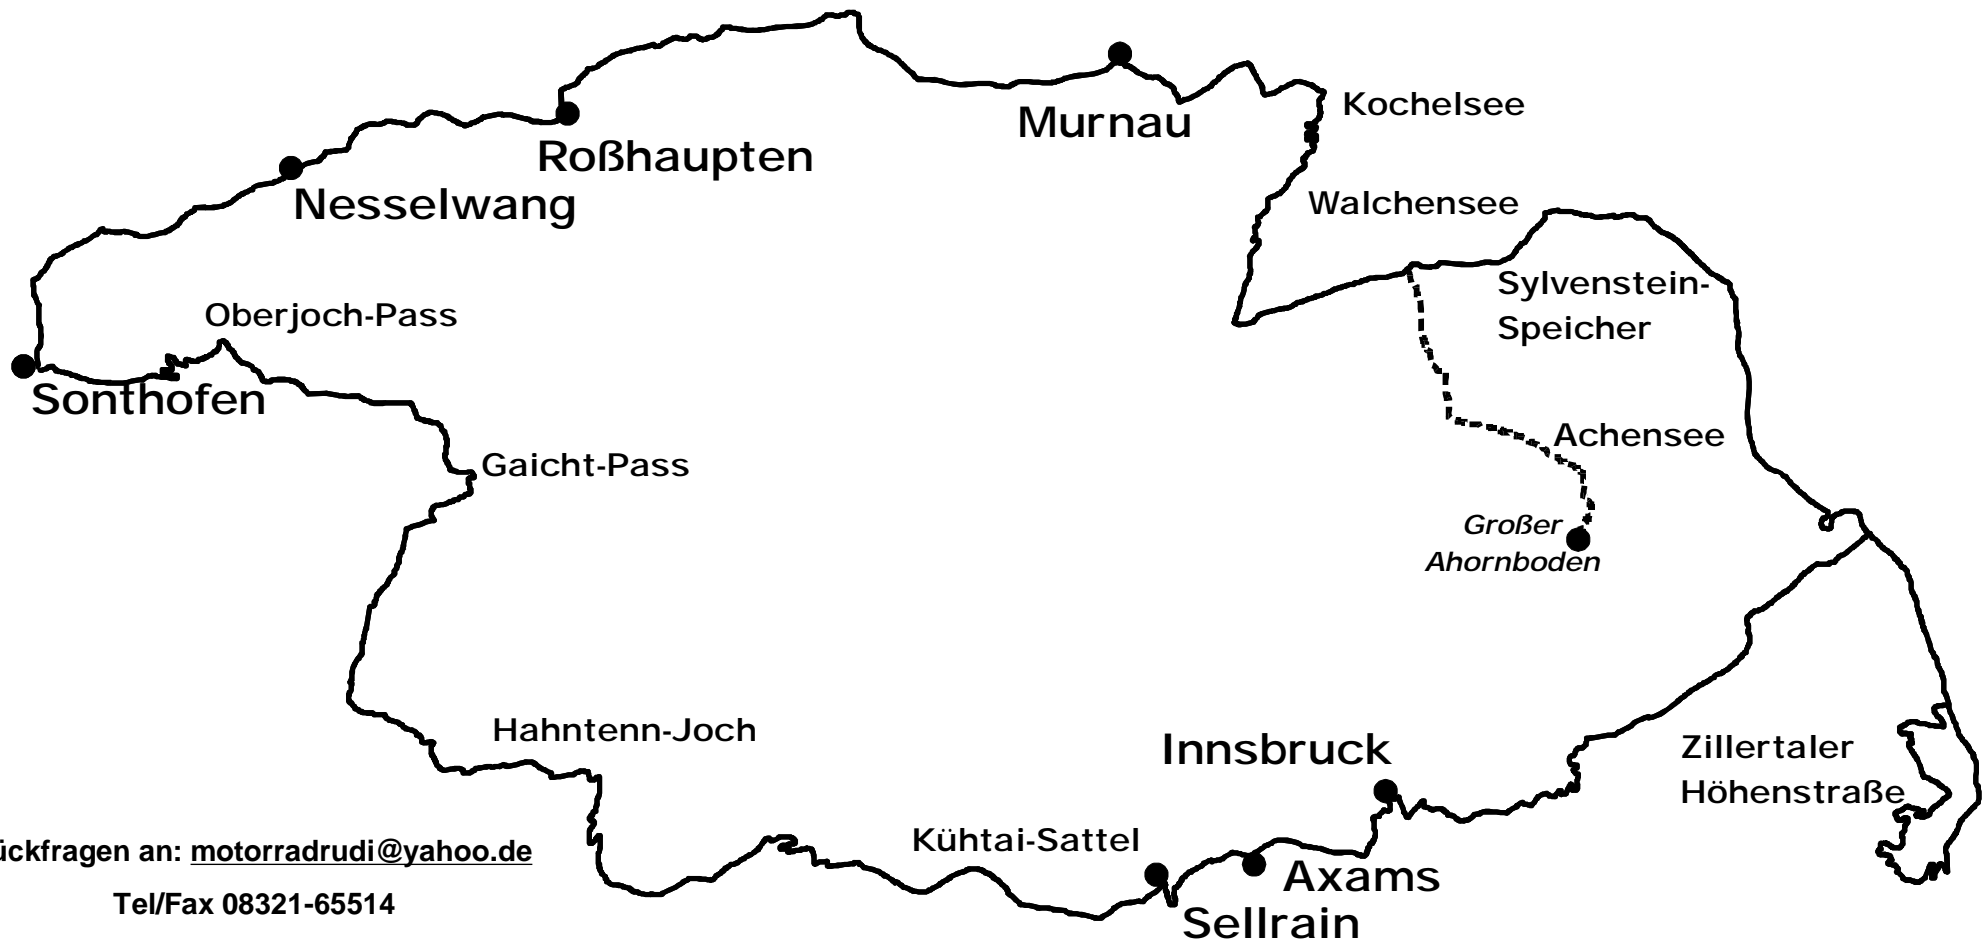 Murnau
Kochelsee
Roßhaupten
Nesselwang
Walchensee
Sylvenstein-
Speicher
Oberjoch-Pass
Sonthofen
Achensee
Gaicht-Pass
Großer
Ahornboden
Hahntenn-Joch
Innsbruck
Zillertaler
Höhenstraße
Kühtai-Sattel
Axams
Sellrain
ückfragen an: motorradrudi@yahoo.de
Tel/Fax 08321-65514